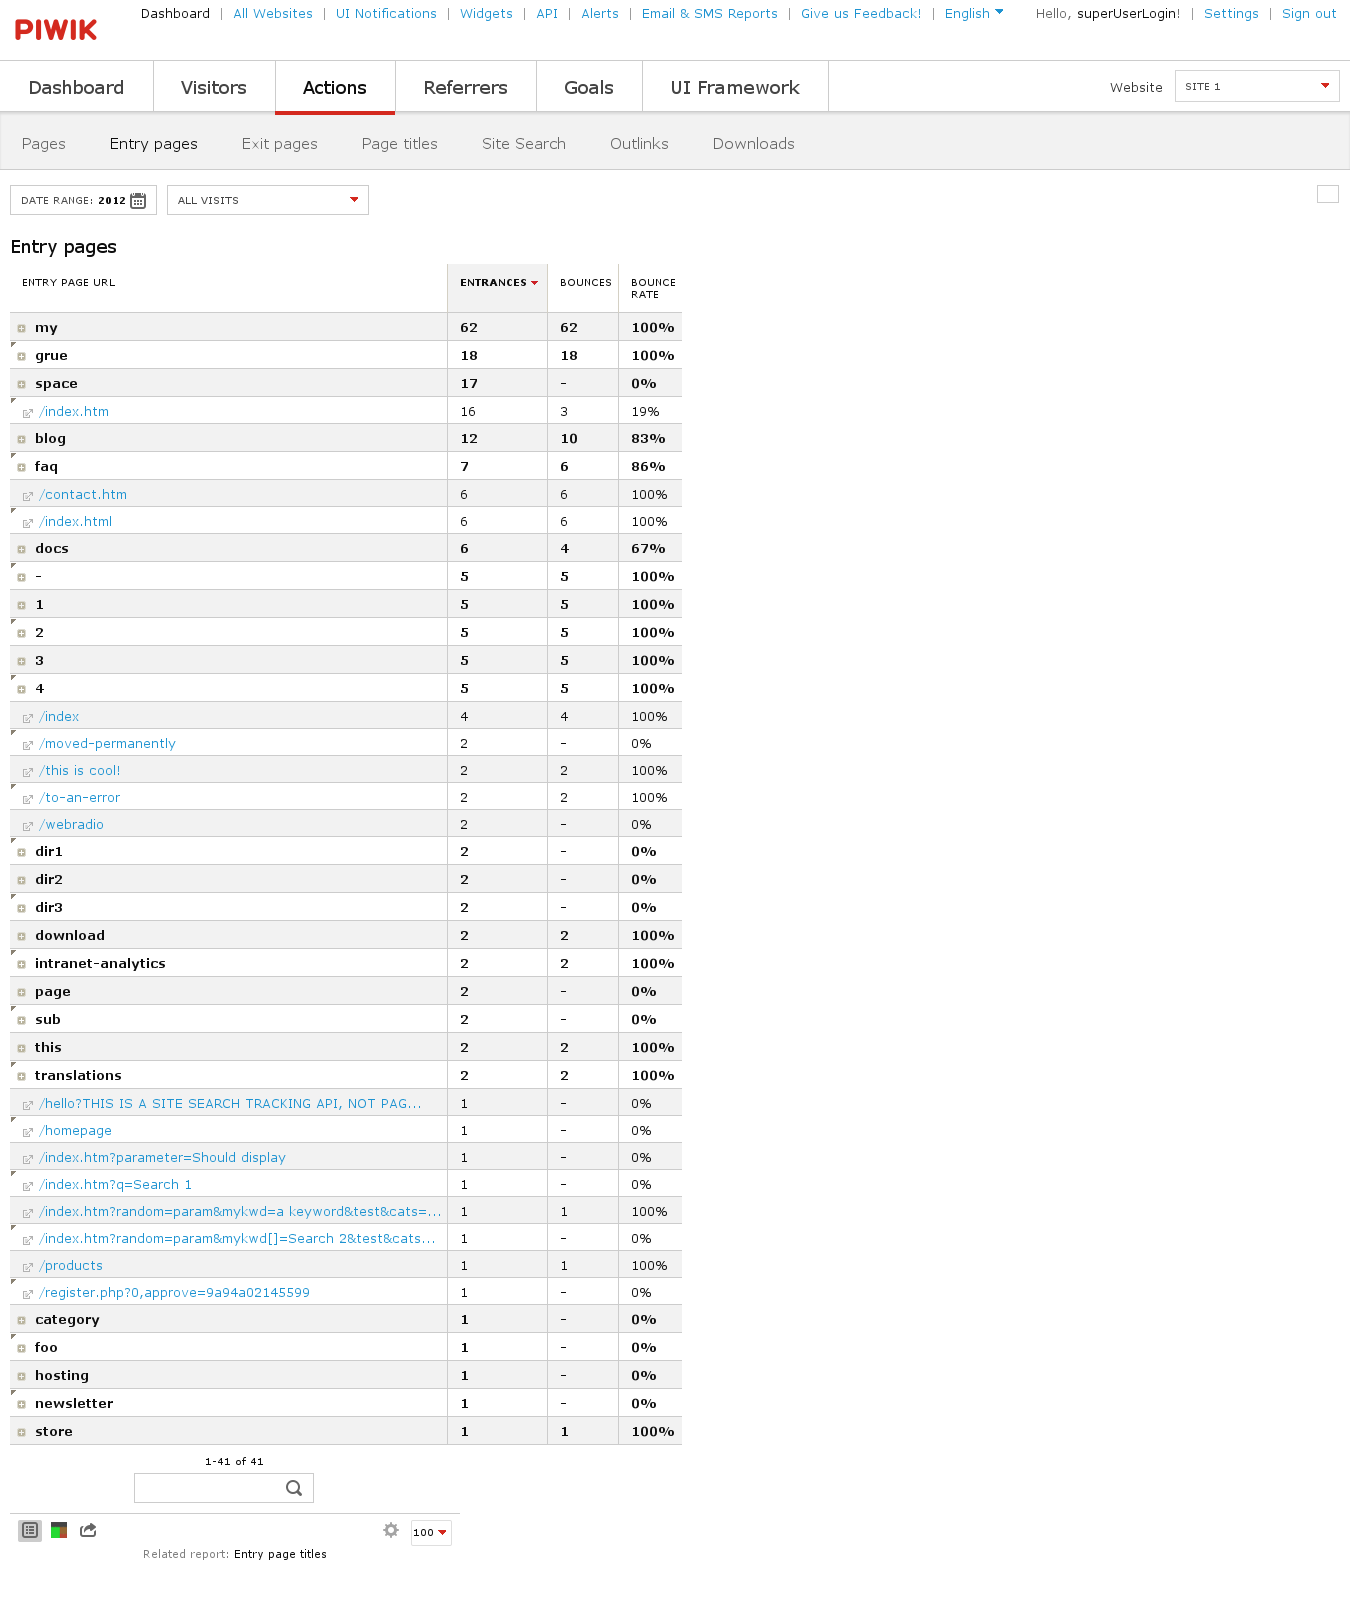 PIWIK
Dashboard | All Websites | UI Notifications | Widgets | API | Alerts | Email & SMS Reports | Give us Feedback! | English Hello, superUserLogin! | Settings | Sign out
Dashboard Visitors Actions Referrers Goals UI Framework Website SITE 1
Pages Entry pages Exit pages Page titles Site Search Outlinks Downloads
DATE RANGE: 2012 ALL VISITS
Entry pages
ENTRY PAGE URL ENTRANCES BOUNCES BOUNCE RATE
my 62 62 100%
grue 18 18 100%
space 17 - 0%
/index.htm 16 3 19%
blog 12 10 83%
faq 7 6 86%
/contact.htm 6 6 100%
/index.html 6 6 100%
docs 6 4 67%
- 5 5 100%
1 5 5 100%
2 5 5 100%
3 5 5 100%
4 5 5 100%
/index 4 4 100%
/moved-permanently 2 - 0%
/this is cool! 2 2 100%
/to-an-error 2 2 100%
/webradio 2 - 0%
dir1 2 - 0%
dir2 2 - 0%
dir3 2 - 0%
download 2 2 100%
intranet-analytics 2 2 100%
page 2 - 0%
sub 2 - 0%
this 2 2 100%
translations 2 2 100%
/hello?THIS IS A SITE SEARCH TRACKING API, NOT PAG... 1 - 0%
/homepage 1 - 0%
/index.htm?parameter=Should display 1 - 0%
/index.htm?q=Search 1 1 - 0%
/index.htm?random=param&mykwd=a keyword&test&cats=... 1 1 100%
/index.htm?random=param&mykwd[]=Search 2&test&cats... 1 - 0%
/products 1 1 100%
/register.php?0,approve=9a94a02145599 1 - 0%
category 1 - 0%
foo 1 - 0%
hosting 1 - 0%
newsletter 1 - 0%
store 1 1 100%
1-41 of 41
100
Related report: Entry page titles